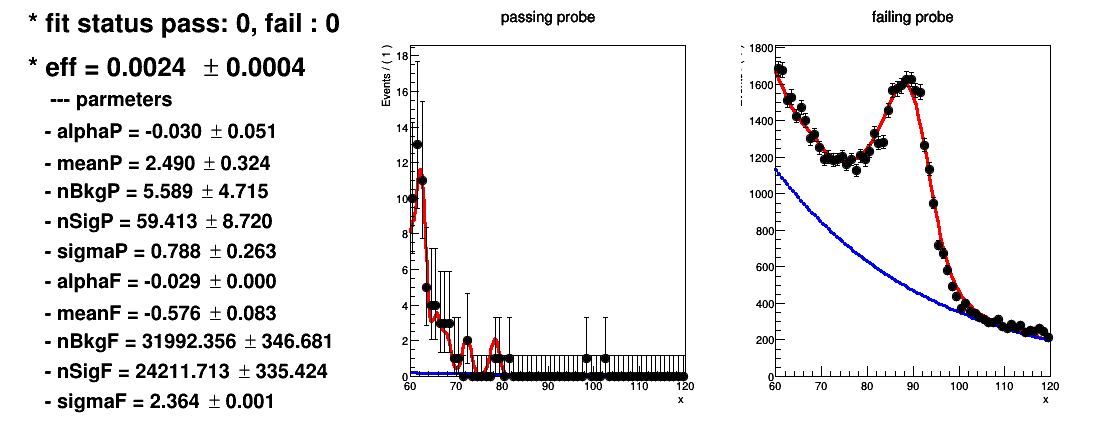 * fit status pass: 0, fail : 0
* eff = 0.0024 ± 0.0004
--- parmeters
- alphaP = -0.030 ± 0.051
- meanP = 2.490 ± 0.324
- nBkgP = 5.589 ± 4.715
- nSigP = 59.413 ± 8.720
- sigmaP = 0.788 ± 0.263
- alphaF = -0.029 ± 0.000
- meanF = -0.576 ± 0.083
- nBkgF = 31992.356 ± 346.681
- nSigF = 24211.713 ± 335.424
- sigmaF = 2.364 ± 0.001
passing probe
Events / ( 1 )
18
16
14
12
10
8
6
4
2
0
60 70 80 90 100 110 120
x
failing probe
1800
1600
1400
1200
1000
800
600
400
200
0
60 70 80 90 100 110 120
x